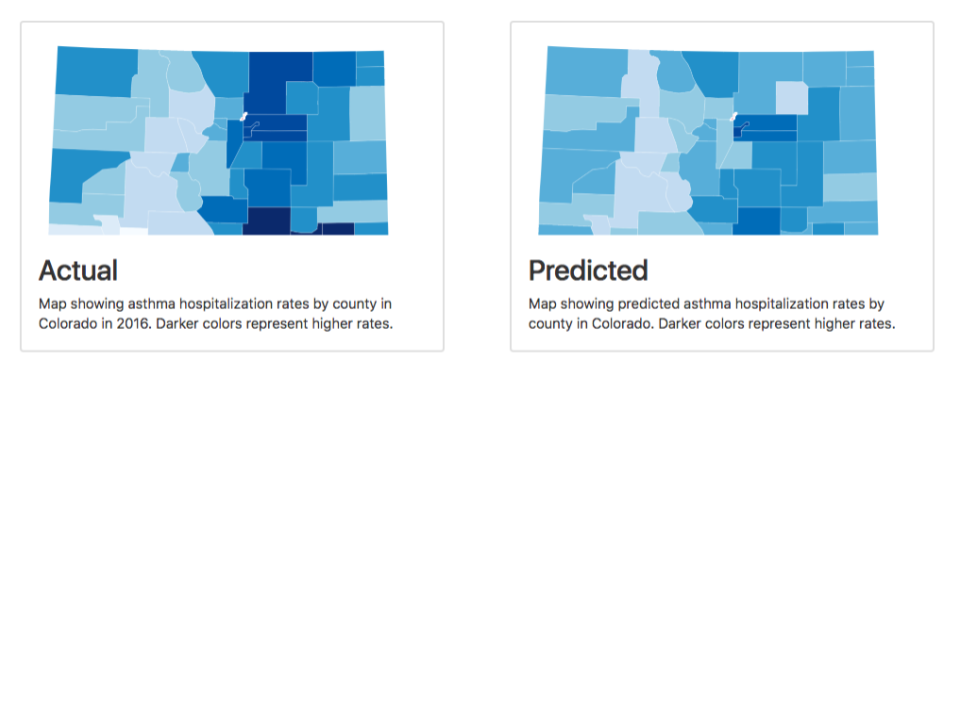 Actual
Map showing asthma hospitalization rates by county in
Colorado in 2016. Darker colors represent higher rates.
Predicted
Map showing predicted asthma hospitalization rates by
county in Colorado. Darker colors represent higher rates.